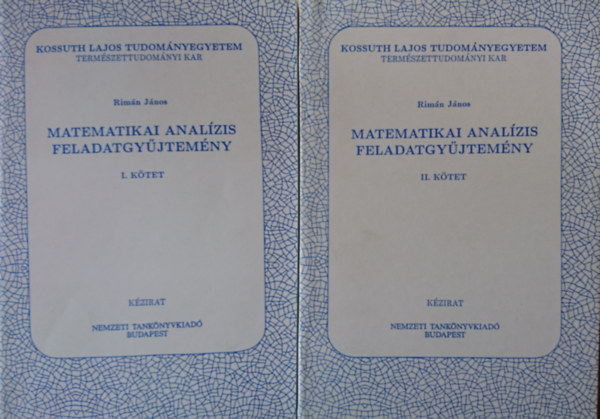 KOSSUTH LAJOS TUDOMÁNYEGYETEM
TERMÉSZETTUDOMÁNYI KAR
Rimán János
MATEMATIKAI ANALÍZIS
FELADATGYŰJTEMÉNY
I. KÖTET
KÉZIRAT
NEMZETI TANKÖNYVKIADÓ
BUDAPEST
KOSSUTH LAJOS TUDOMÁNYEGYETEM
TERMÉSZETTUDOMÁNYI KAR
Rimán János
MATEMATIKAI ANALÍZIS
FELADATGYŰJTEMÉNY
II. KÖTET
KÉZIRAT
NEMZETI TANKÖNYVKIADÓ
BUDAPEST